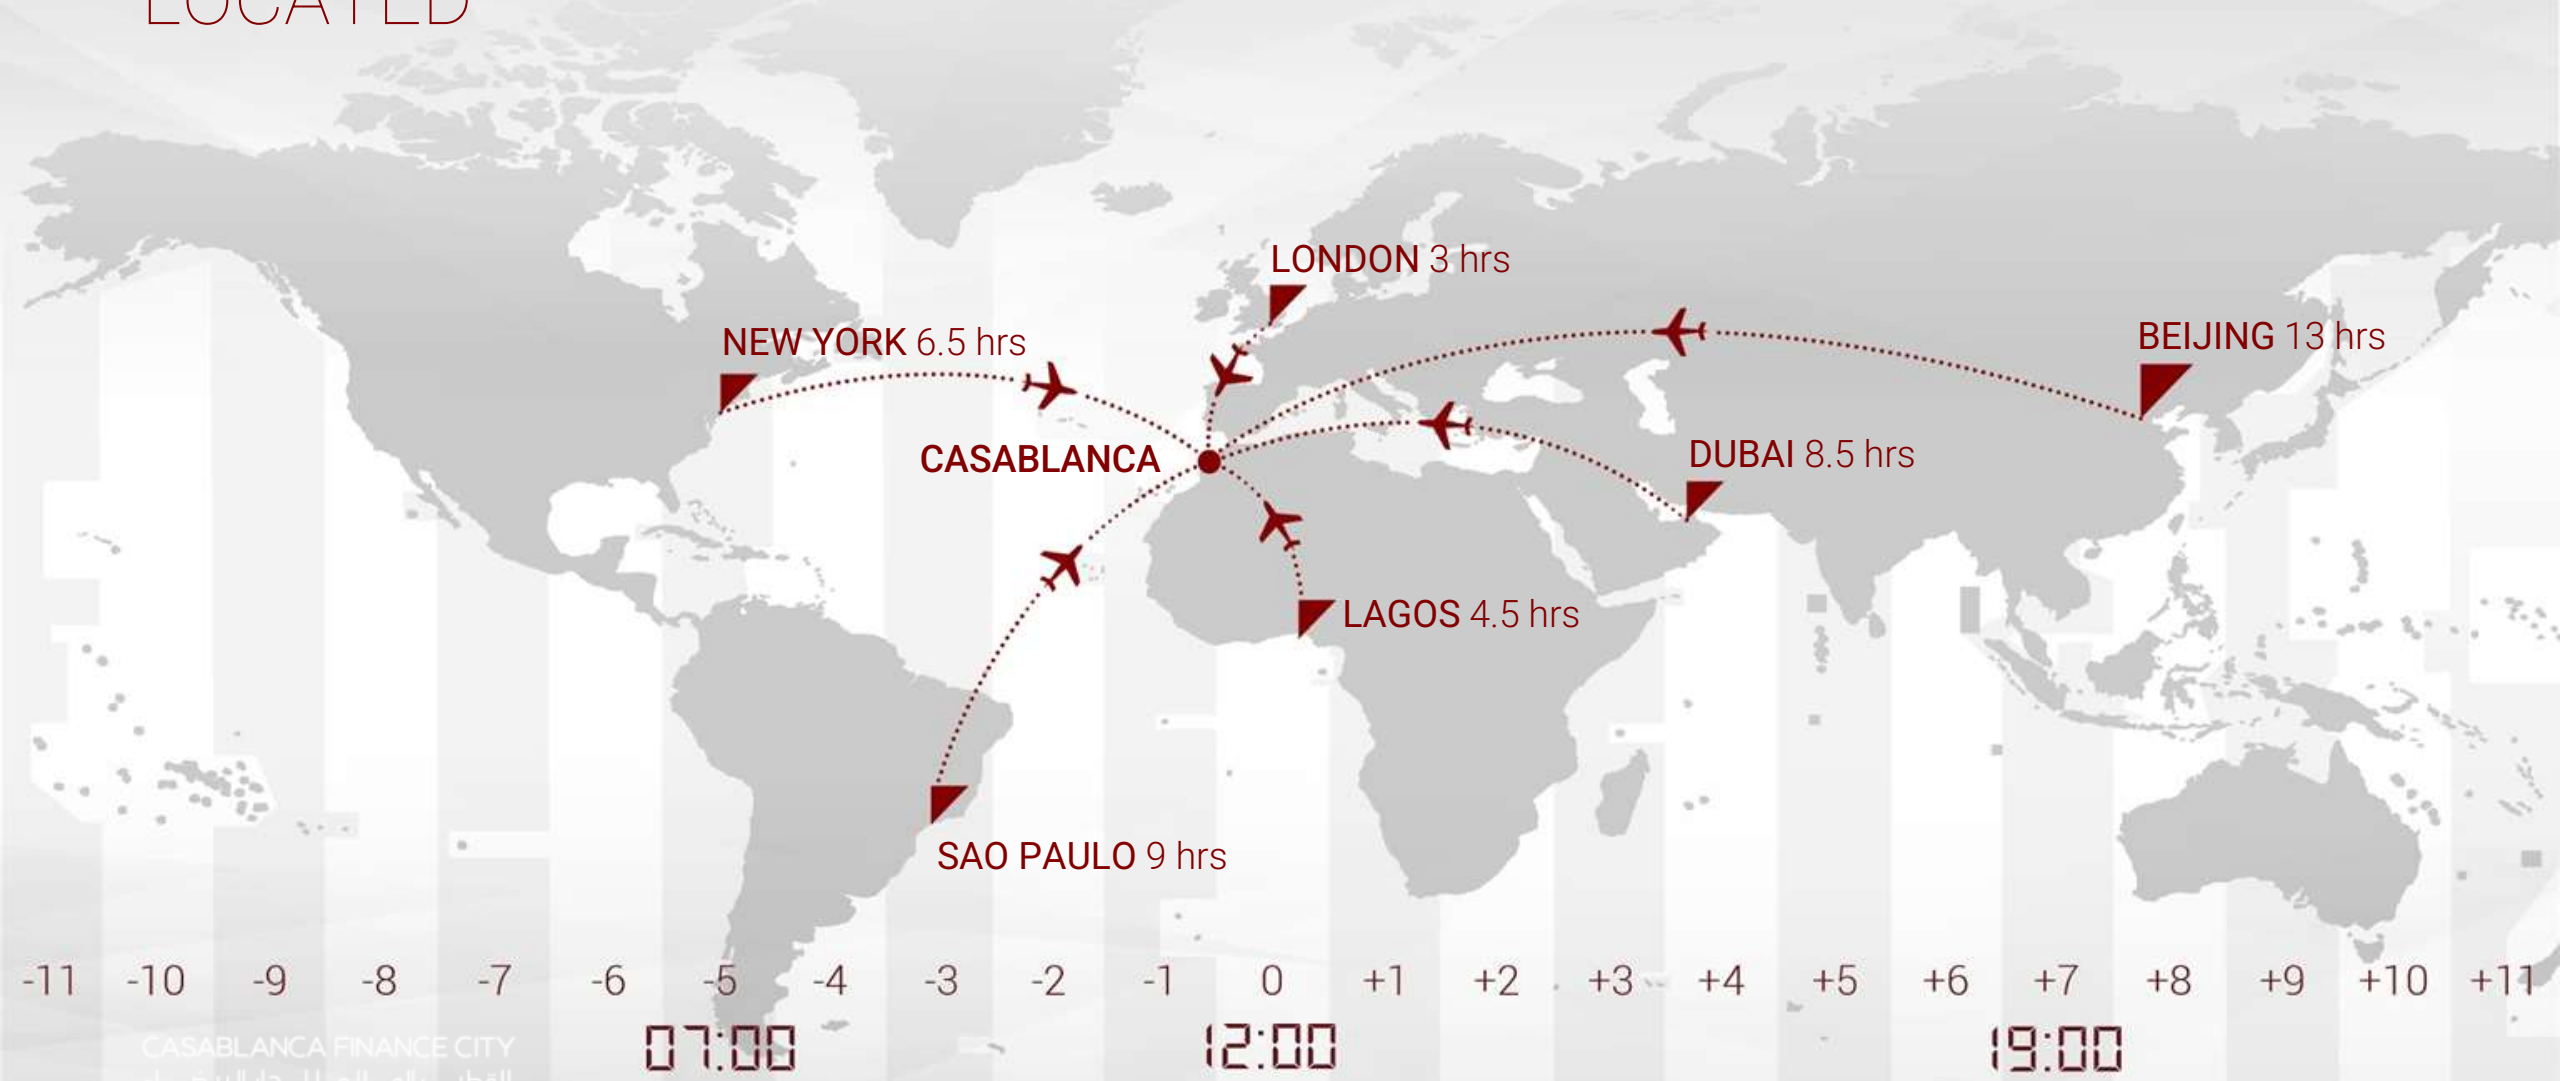 LOCATED
LONDON 3 hrs
NEW YORK 6.5 hrs
BEIJING 13 hrs
CASABLANCA
DUBAI 8.5 hrs
LAGOS 4.5 hrs
SAO PAULO 9 hrs
-11 -10 -9 -8 -7 -6 -5 -4 -3 -2 -1 0 +1 +2 +3 +4 +5 +6 +7 +8 +9 +10 +11
07:00 12:00 19:00
CASABLANCA FINANCE CITY